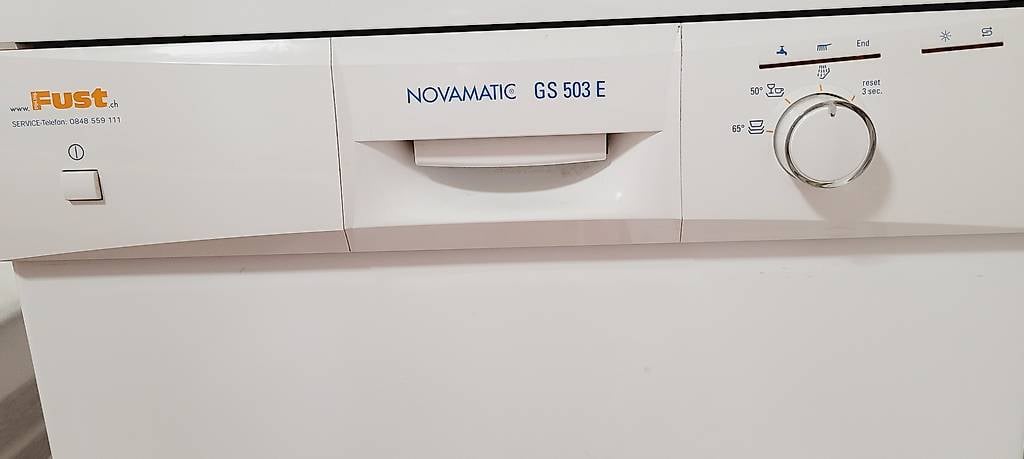 www.Fust.ch
SERVICE-Telefon: 0848 559 111
NOVAMATIC® GS 503 E
End
50°
65°
reset
3 sec.